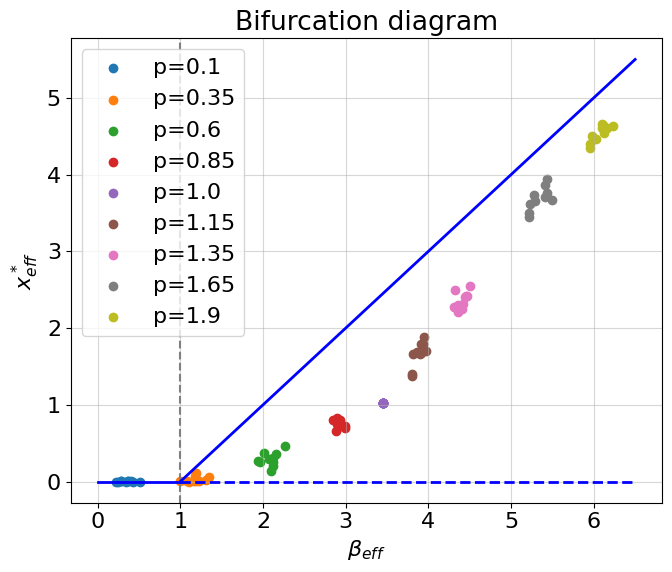 Bifurcation diagram
p=0.1
p=0.35
p=0.6
p=0.85
p=1.0
p=1.15
p=1.35
p=1.65
p=1.9
5
4
3
2
1
0
x*eff
0 1 2 3 4 5 6
βeff